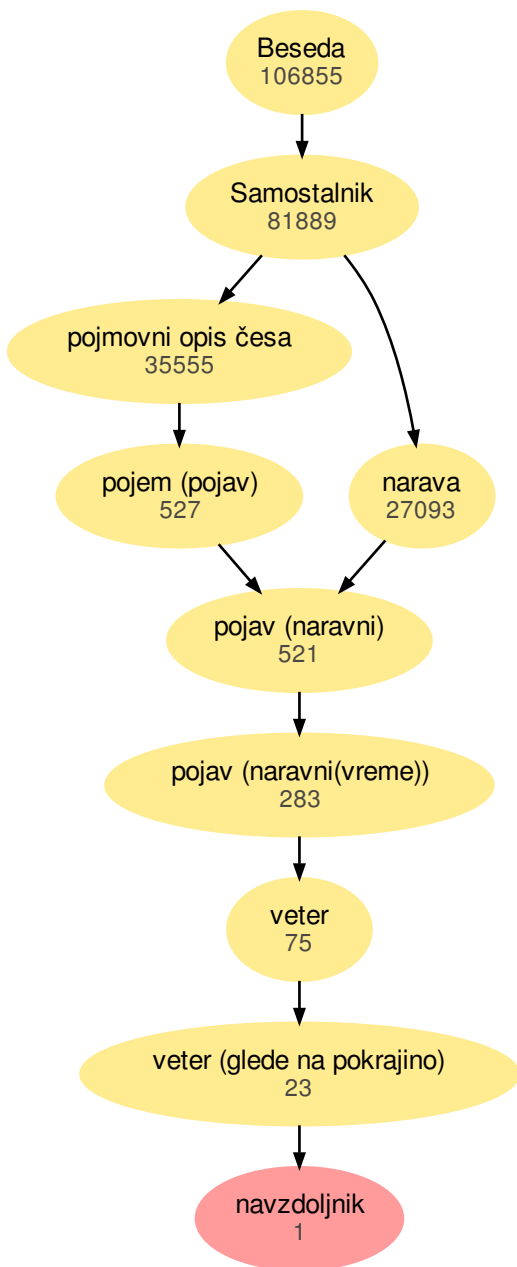 Beseda
106855
Samostalnik
81889
pojmovni opis česa
35555
pojem (pojav)
527
narava
27093
pojav (naravni)
521
pojav (naravni(vreme))
283
veter
75
veter (glede na pokrajino)
23
navzdoljnik
1